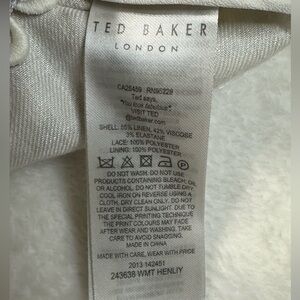 TED BAKER
LONDON
CA26459 RN95229
Ted says,
"You look fabulous"
VISIT TED
@tedbaker.com
SHELL: 55% LINEN, 42% VISCOSE
3% ELASTANE
LACE: 100% POLYESTER
LINING: 100% POLYESTER
DO NOT WASH. DO NOT USE
PRODUCTS CONTAINING BLEACH, OIL
OR ALCOHOL. DO NOT TUMBLE DRY.
COOL IRON ON REVERSE USING A
CLOTH. DRY CLEAN ONLY. DO NOT
LEAVE IN DIRECT SUNLIGHT. DUE TO
THE SPECIAL PRINTING TECHNIQUE
THE PRINT COLOURS MAY FADE
AFTER WEAR AND WASHING. TAKE
CARE TO AVOID SNAGGING.
MADE IN CHINA
MADE WITH CARE, WEAR WITH PRIDE
2013 142451
243638 WMT HENLIY